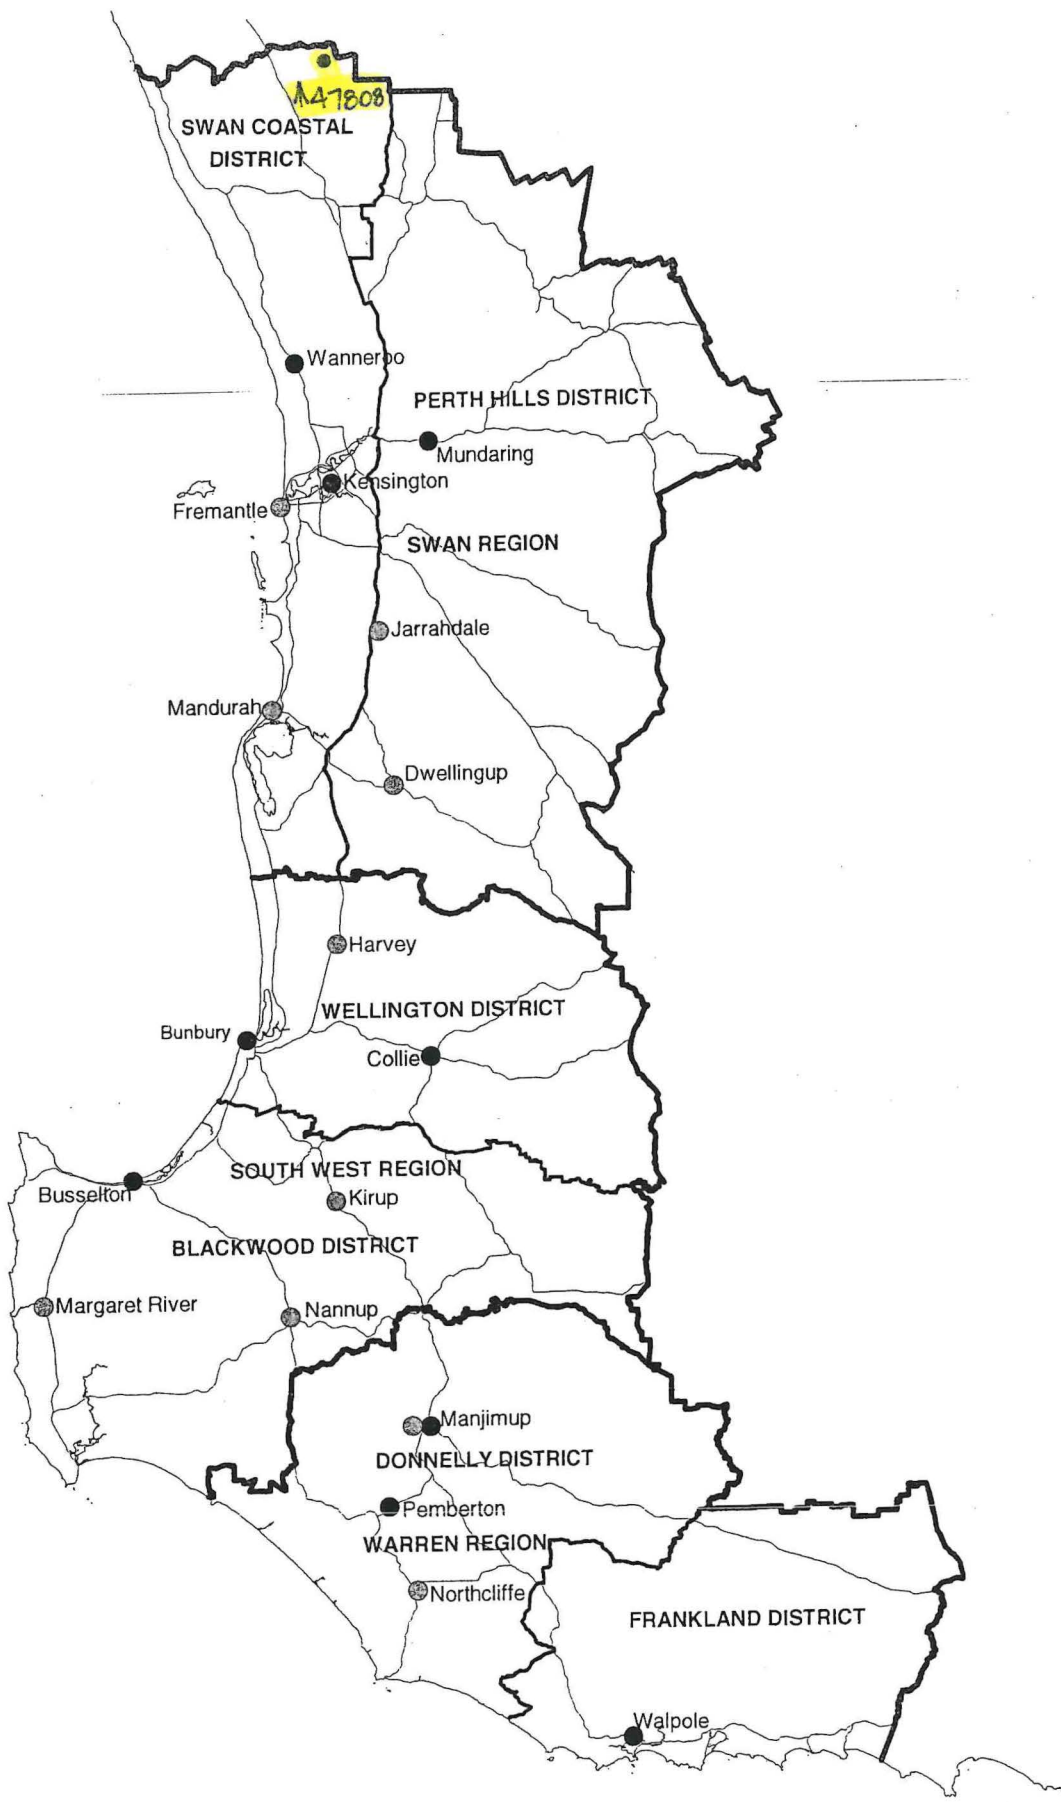 A47808
SWAN COASTAL
DISTRICT
Wanneroo
PERTH HILLS DISTRICT
Mundaring
Kensington
Fremantle
SWAN REGION
Jarrahdale
Mandurah
Dwellingup
Harvey
WELLINGTON DISTRICT
Bunbury
Collie
SOUTH WEST REGION
Busselton
Kirup
BLACKWOOD DISTRICT
Margaret River
Nannup
Manjimup
DONNELLY DISTRICT
Pemberton
WARREN REGION
Northcliffe
FRANKLAND DISTRICT
Walpole